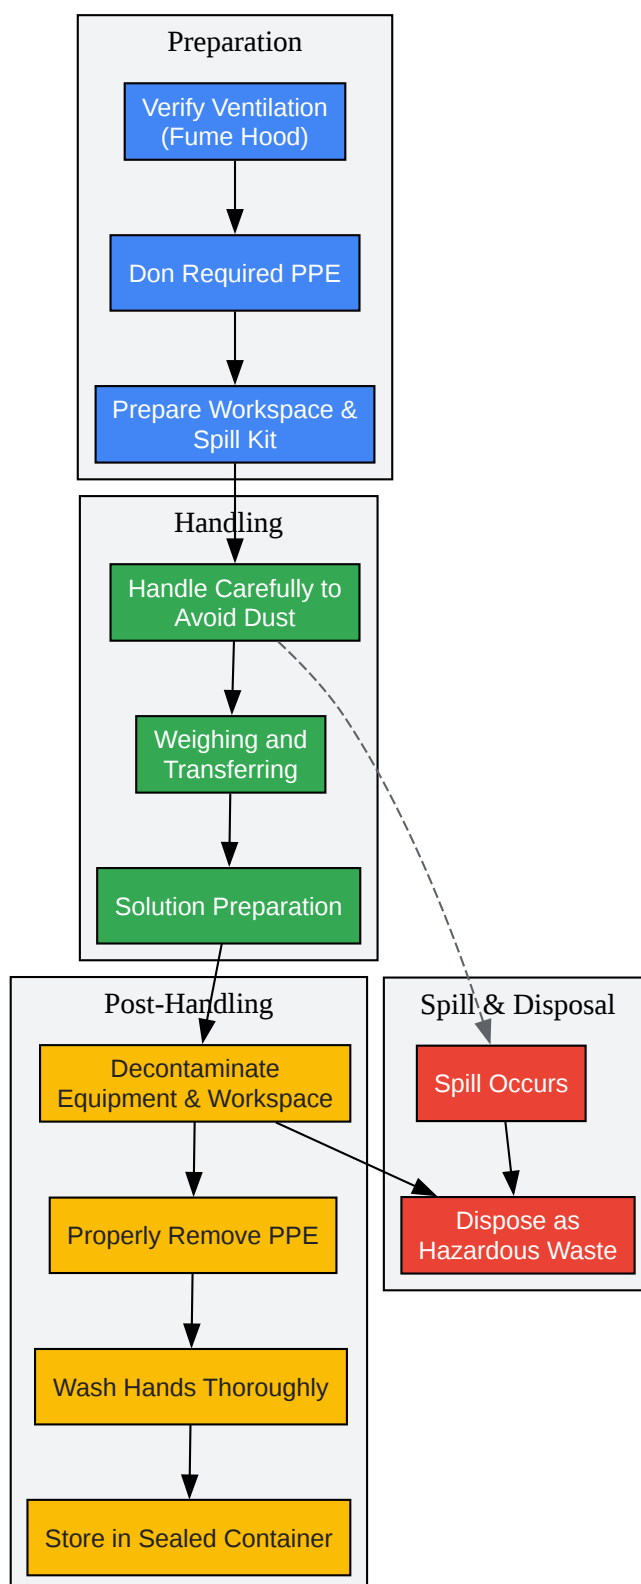 Preparation
Verify Ventilation
(Fume Hood)
Don Required PPE
Prepare Workspace &
Spill Kit
Handling
Handle Carefully to
Avoid Dust
Weighing and
Transferring
Solution Preparation
Post-Handling
Decontaminate
Equipment & Workspace
Properly Remove PPE
Wash Hands Thoroughly
Store in Sealed Container
Spill & Disposal
Spill Occurs
Dispose as
Hazardous Waste